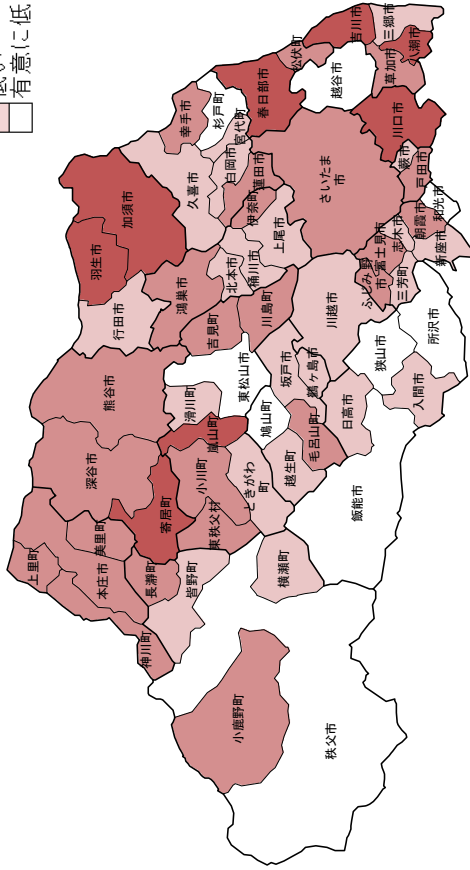 低い
有意に低
上里町
本庄市
美里町
神川町
深谷市
熊谷市
寄居町
長瀞町
皆野町
小鹿野町
秩父市
横瀬町
東秩父村
小川町
ときがわ町
嵐山町
滑川町
東松山市
吉見町
鳩山町
越生町
毛呂山町
坂戸市
鶴ヶ島市
日高市
飯能市
狭山市
入間市
所沢市
川越市
川島町
行田市
羽生市
加須市
鴻巣市
北本市
桶川市
久喜市
幸手市
杉戸町
宮代町
白岡市
蓮田市
伊奈町
上尾市
春日部市
さいたま市
松伏町
吉川市
越谷市
三郷市
八潮市
草加市
川口市
蕨市
戸田市
和光市
朝霞市
新座市
志木市
富士見市
ふじみ野市
三芳町